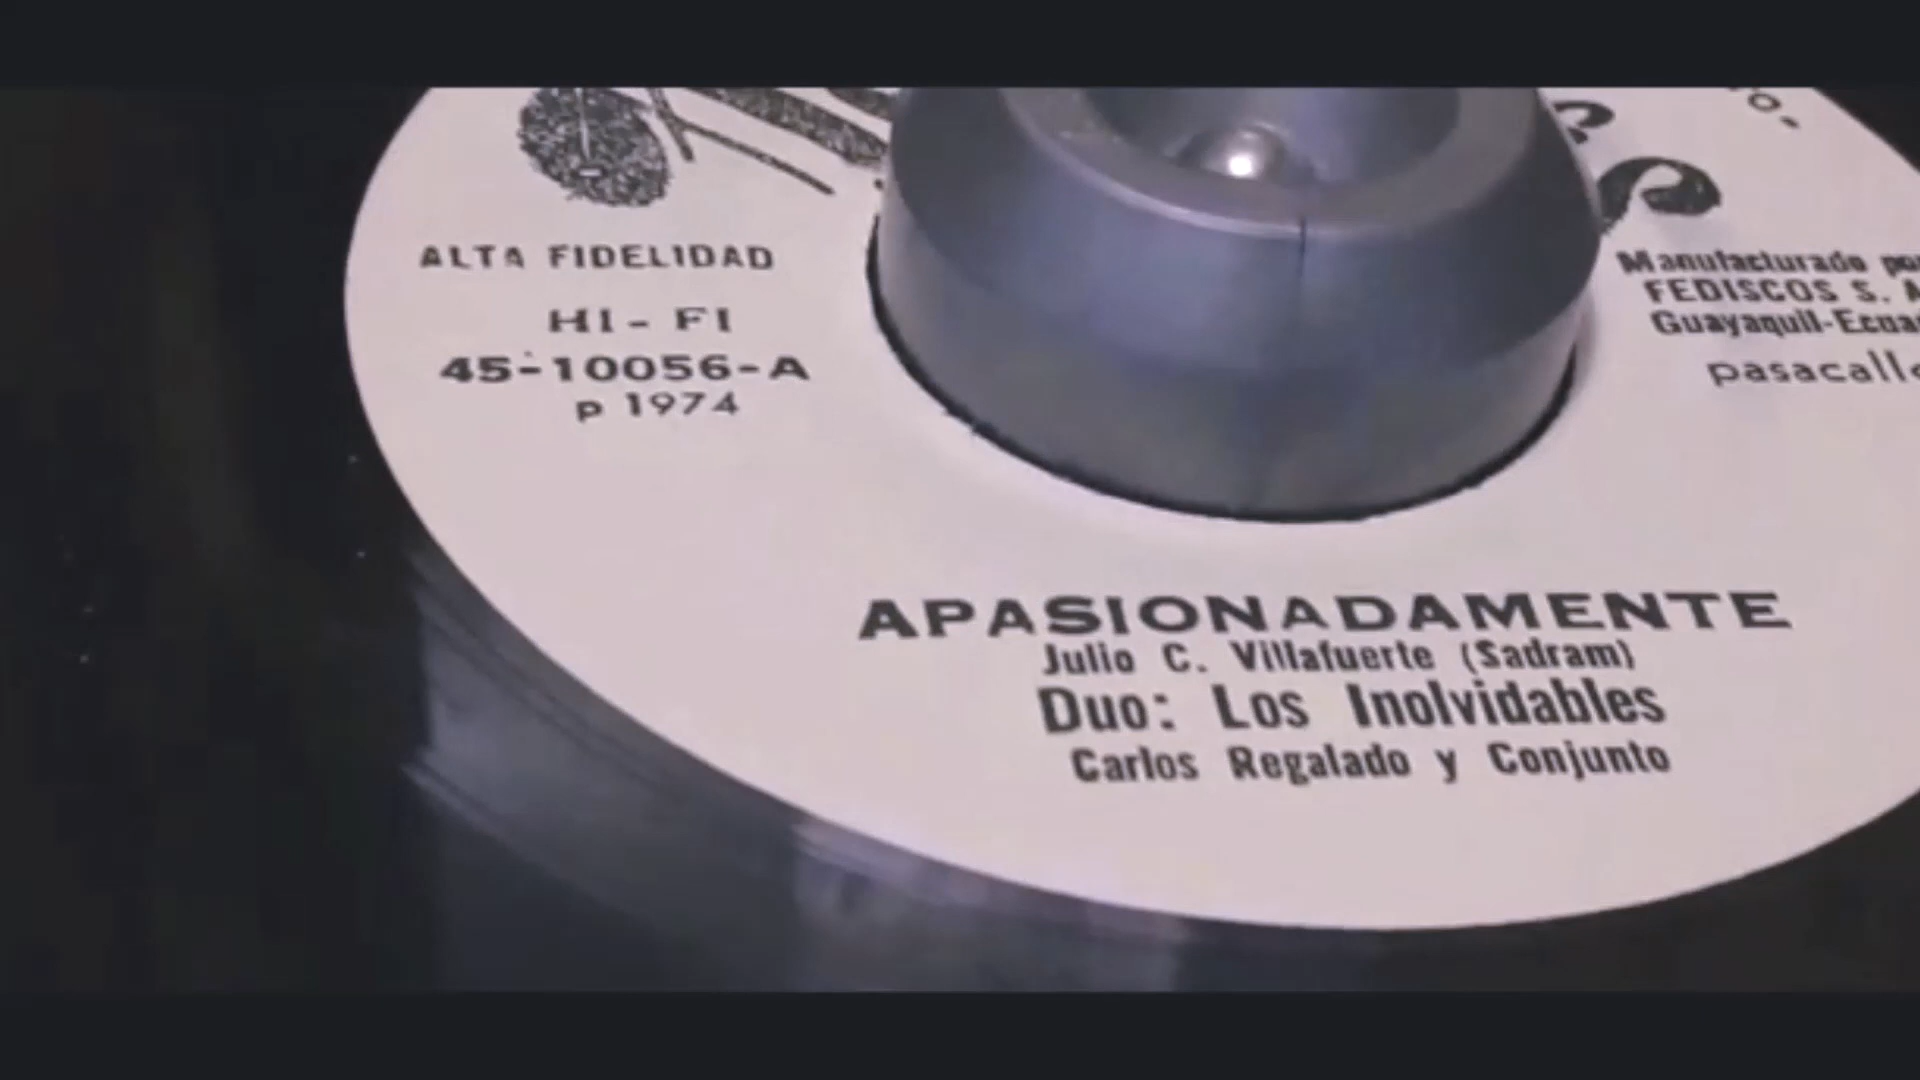 ALTA FIDELIDAD
HI - FI
45-10056-A
p 1974
Manufacturado
FEDISCOS S.
Guayaquil-
APASIONADAMENTE
Julio C. Villafuerte (Sadram)
Duo: Los Inolvidables
Carlos Regalado y Conjunto